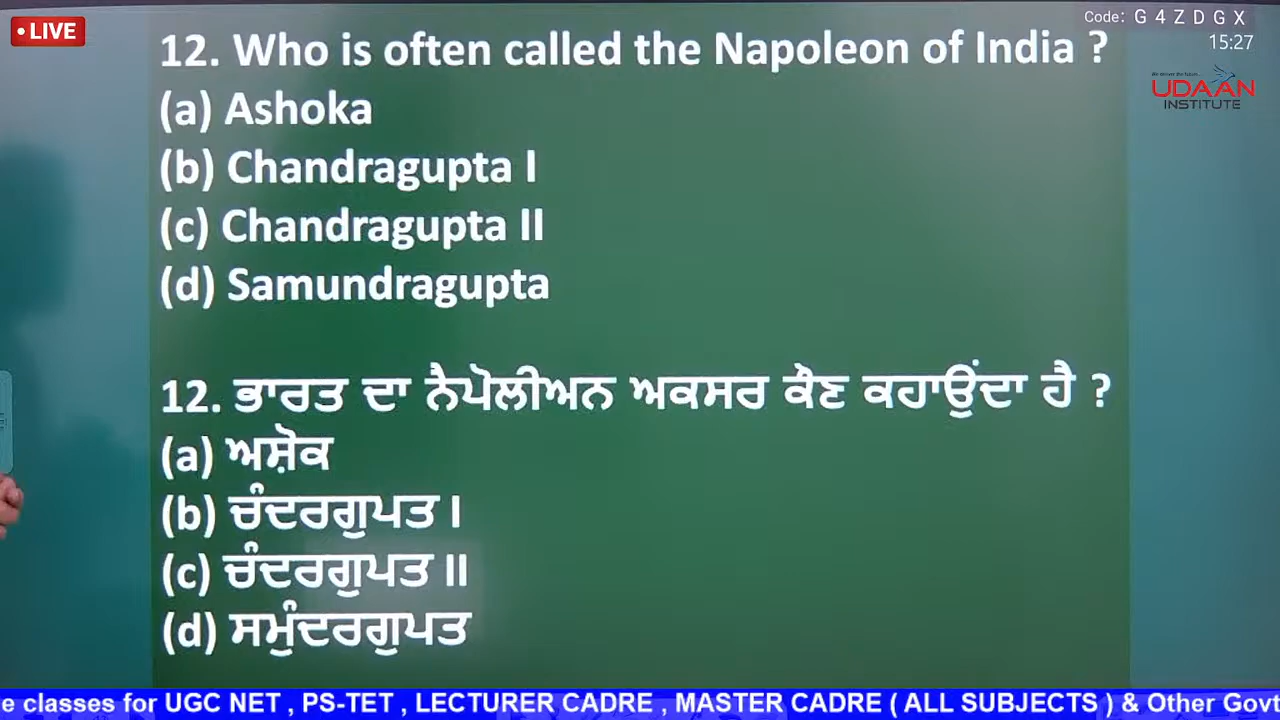 LIVE
Code: G 4 Z D G X
15:27
UDAAN
INSTITUTE
12. Who is often called the Napoleon of India ?
(a) Ashoka
(b) Chandragupta I
(c) Chandragupta II
(d) Samundragupta
12. ਭਾਰਤ ਦਾ ਨੈਪੋਲੀਅਨ ਅਕਸਰ ਕੌਣ ਕਹਾਉਂਦਾ ਹੈ ?
(a) ਅਸ਼ੋਕ
(b) ਚੰਦਰਗੁਪਤ I
(c) ਚੰਦਰਗੁਪਤ II
(d) ਸਮੁੰਦਰਗੁਪਤ
e classes for UGC NET , PS-TET , LECTURER CADRE , MASTER CADRE ( ALL SUBJECTS ) & Other Govt